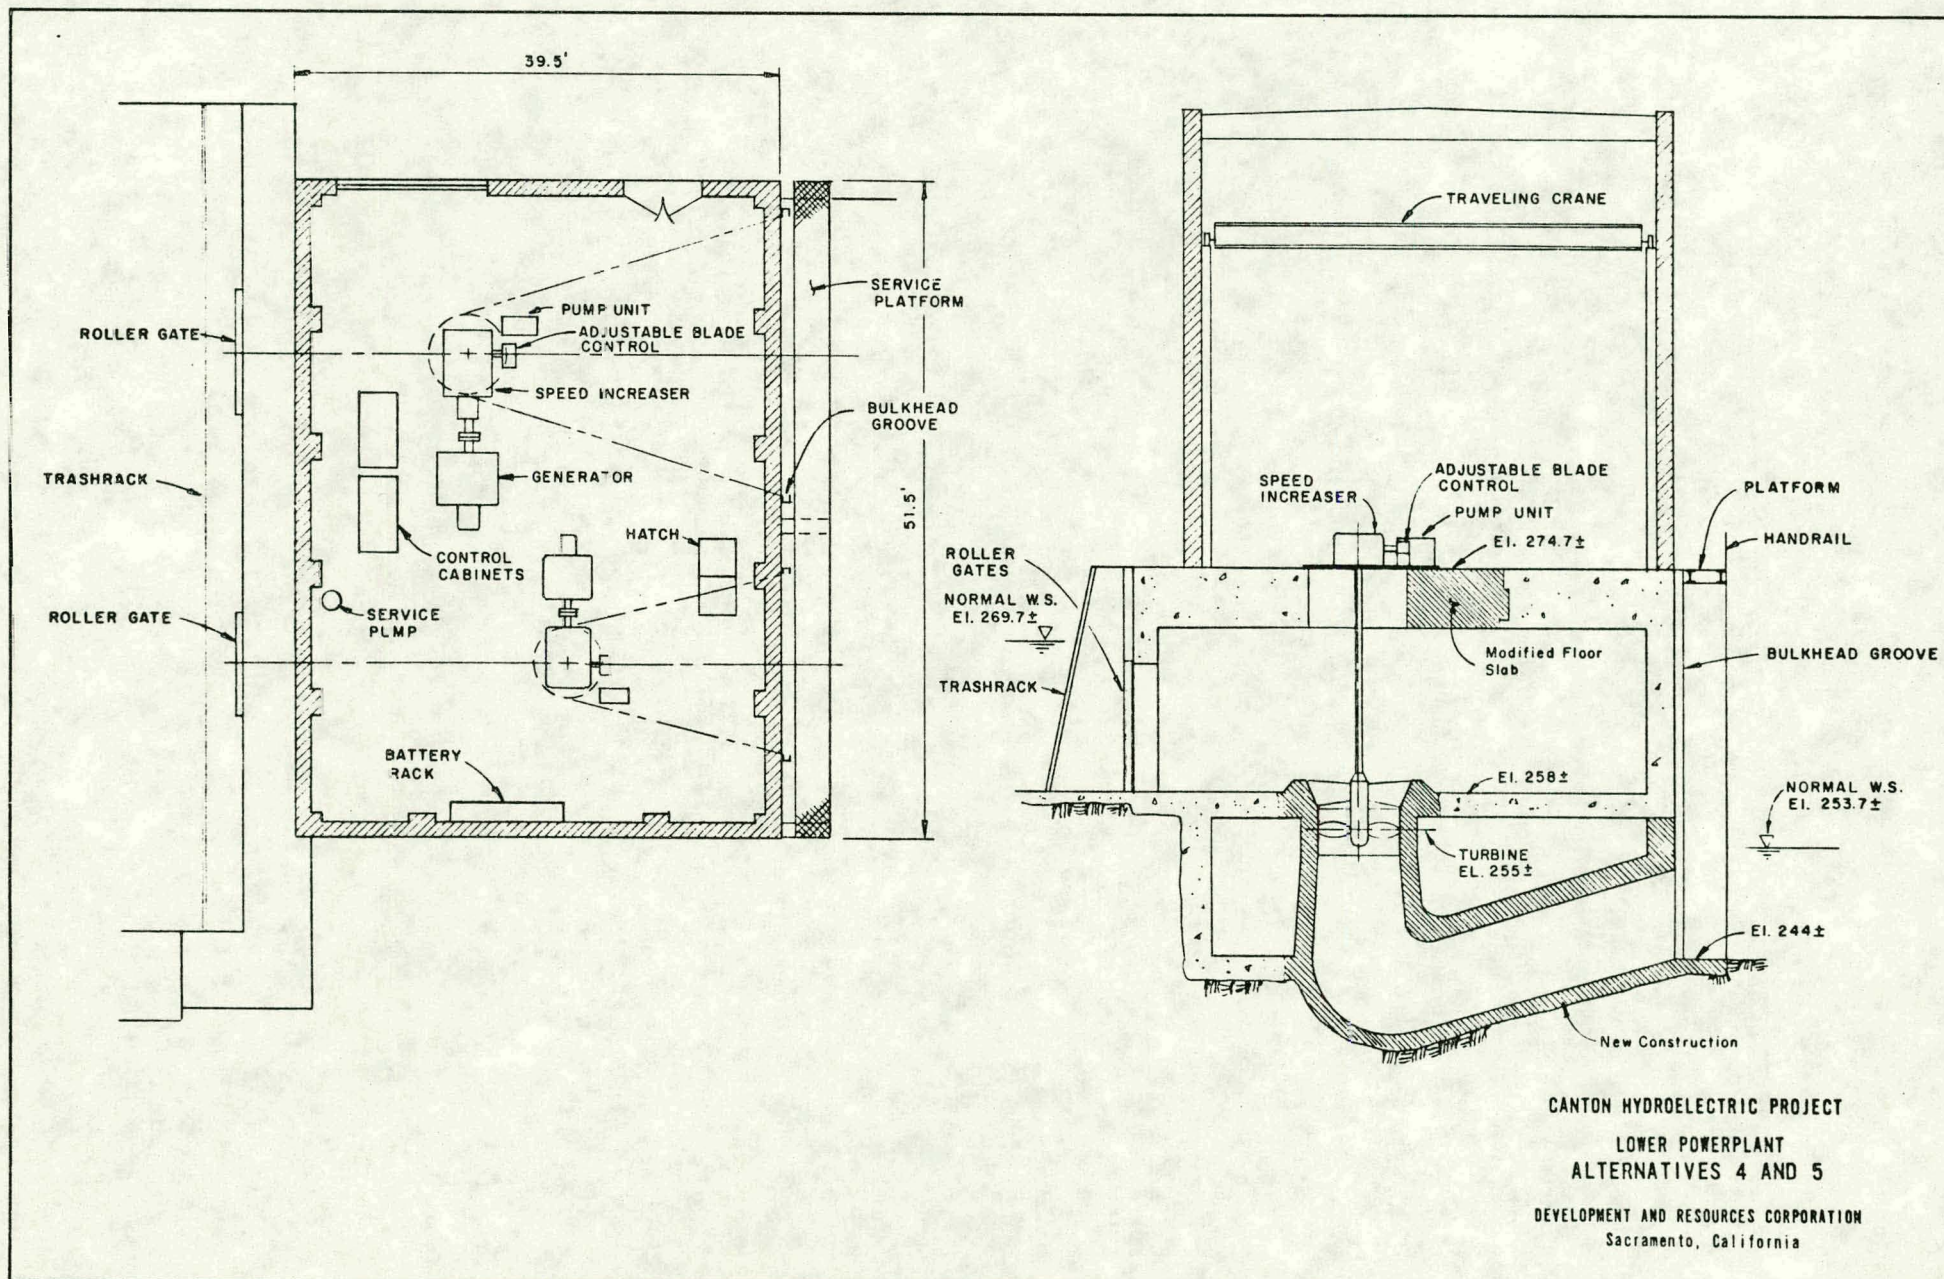 39.5'
ROLLER GATE
PUMP UNIT
ADJUSTABLE BLADE
CONTROL
SERVICE
PLATFORM
SPEED INCREASER
BULKHEAD
GROOVE
TRASHRACK
GENERATOR
51.5'
HATCH
CONTROL
CABINETS
ROLLER GATE
SERVICE
PLMP
BATTERY
RACK
TRAVELING CRANE
SPEED
INCREASER
ADJUSTABLE BLADE
CONTROL
PUMP UNIT
PLATFORM
El. 274.7±
HANDRAIL
ROLLER
GATES
NORMAL W.S.
El. 269.7±
Modified Floor
Slab
BULKHEAD GROOVE
TRASHRACK
El. 258±
NORMAL W.S.
El. 253.7±
TURBINE
EL. 255±
El. 244±
New Construction
CANTON HYDROELECTRIC PROJECT
LOWER POWERPLANT
ALTERNATIVES 4 AND 5
DEVELOPMENT AND RESOURCES CORPORATION
Sacramento, California